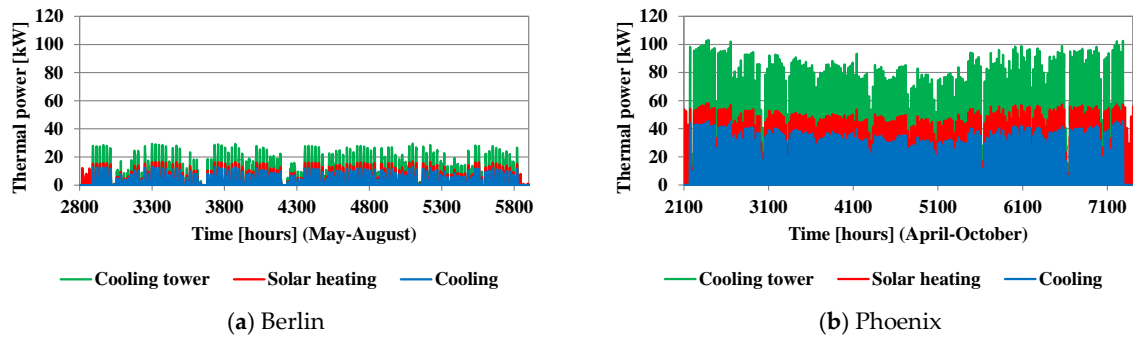 Thermal power [kW]
120
100
80
60
40
20
0
2800 3300 3800 4300 4800 5300 5800
Time [hours] (May-August)
Cooling tower Solar heating Cooling
(a) Berlin
Thermal power [kW]
120
100
80
60
40
20
0
2100 3100 4100 5100 6100 7100
Time [hours] (April-October)
Cooling tower Solar heating Cooling
(b) Phoenix